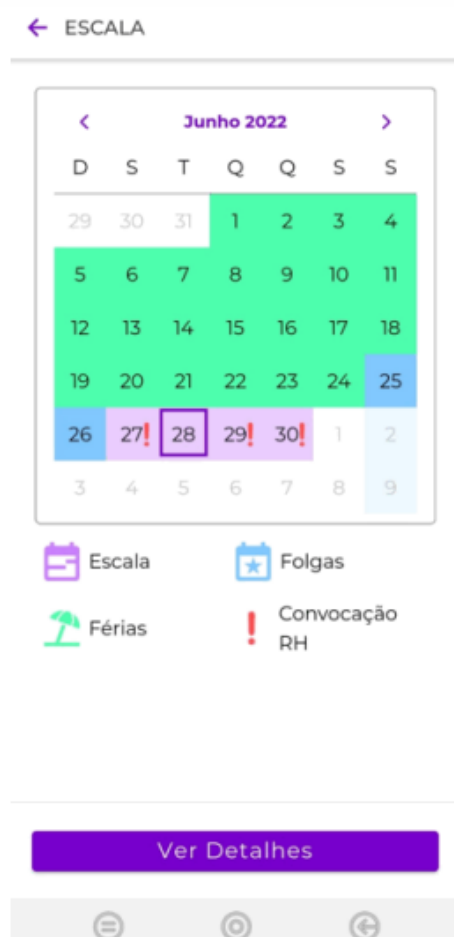 ESCALA
Junho 2022
D S T Q Q S S
29 30 31 1 2 3 4
5 6 7 8 9 10 11
12 13 14 15 16 17 18
19 20 21 22 23 24 25
26 27! 28 29! 30! 1 2
3 4 5 6 7 8 9
Escala Folgas
Férias Convocação
RH
Ver Detalhes